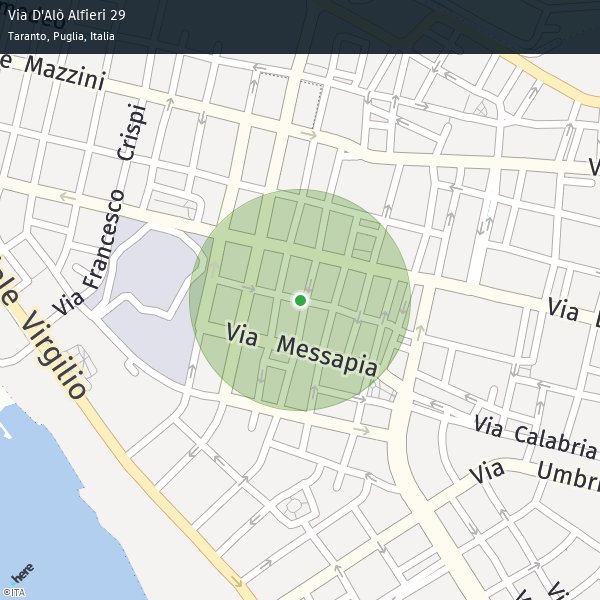 Via D'Alò Alfieri 29
Taranto, Puglia, Italia
e Mazzini
Via Francesco Crispi
ale Virgilio
Via Messapia
Via
Via Calabria
Via Umbri
here
©ITA